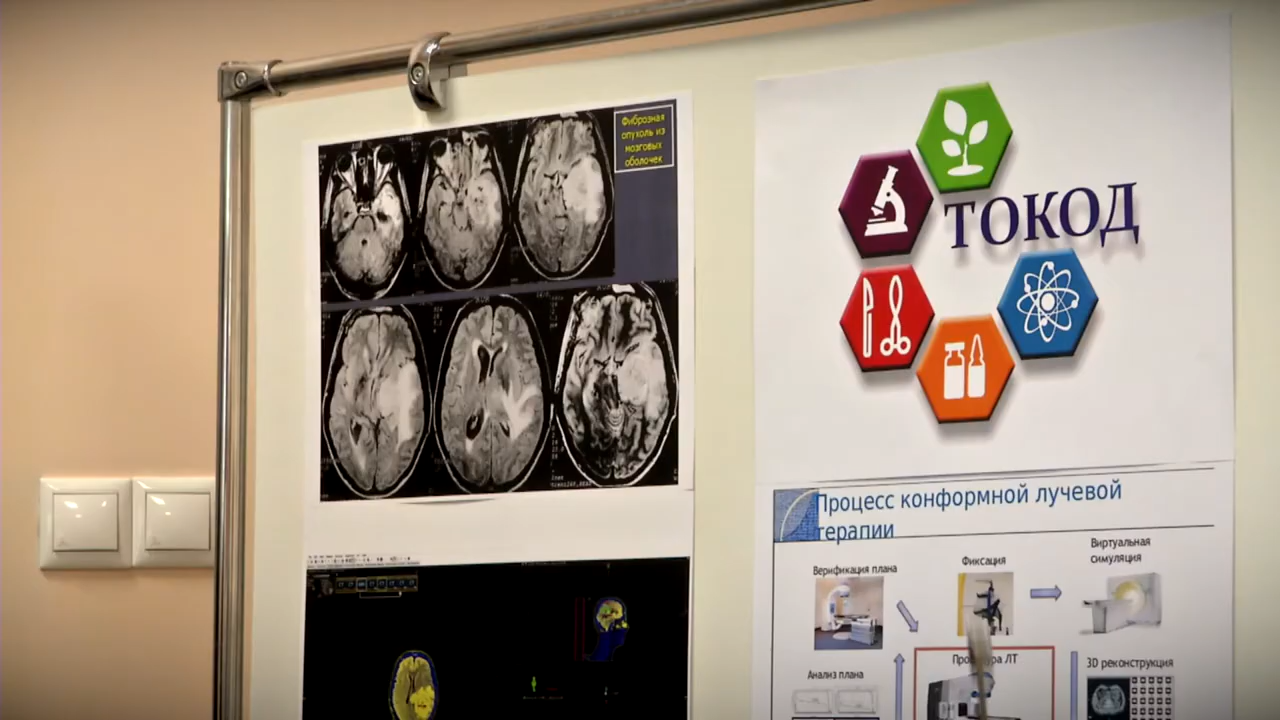 Фиброзная
опухоль из
мозговых
оболочек
ТОКОД
Процесс конформной лучевой
терапии
Верификация плана
Фиксация
Виртуальная
симуляция
Анализ плана
ЛТ
3D реконструкция